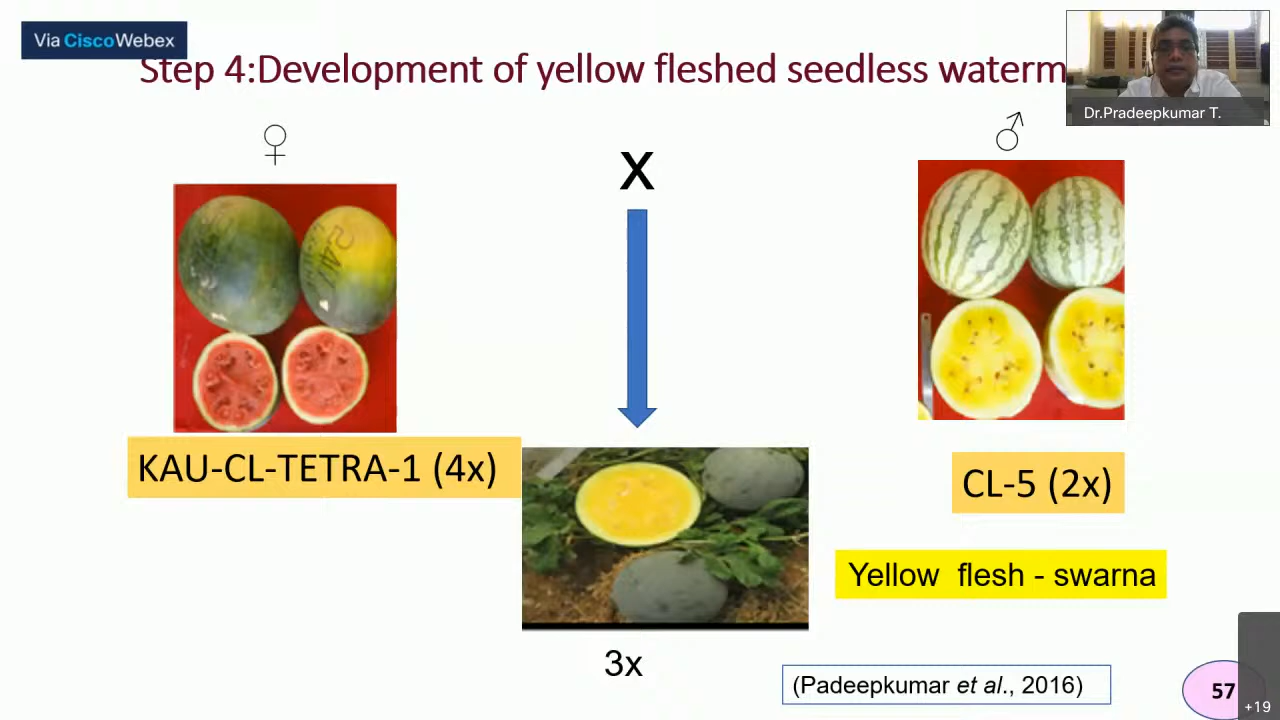 Via CiscoWebex
Step 4:Development of yellow fleshed seedless
Dr.Pradeepkumar T.
♀
X
♂
KAU-CL-TETRA-1 (4x)
CL-5 (2x)
Yellow flesh - swarna
3x
(Padeepkumar et al., 2016)
57
+19